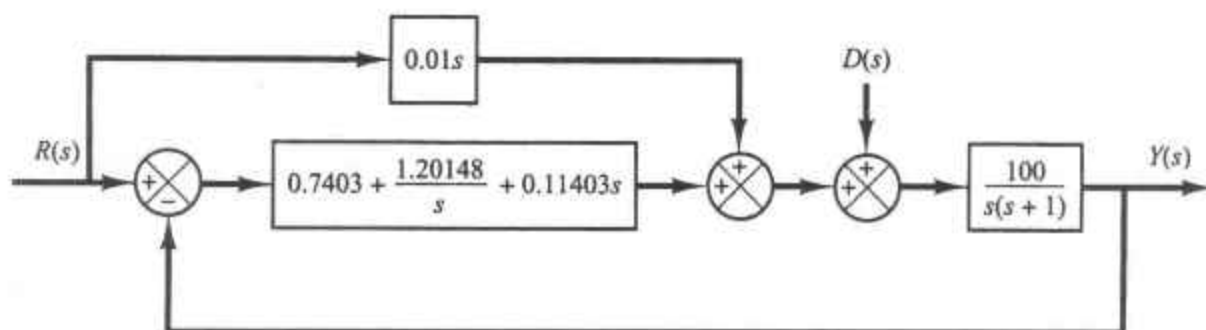 0.01s
D(s)
R(s)
Y(s)
+
−
0.7403 + 1.20148/s + 0.11403s
+
+
+
+
100/s(s + 1)